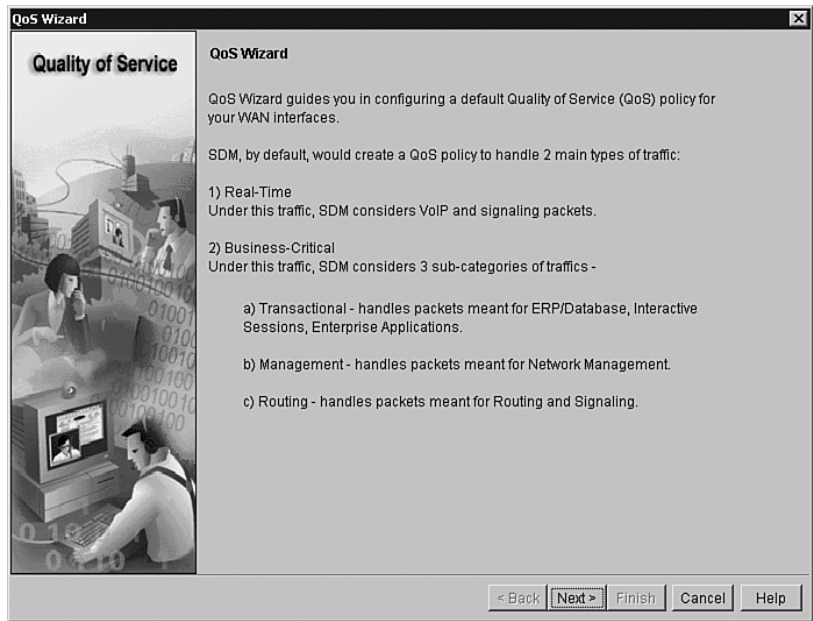 QoS Wizard
Quality of Service
QoS Wizard
QoS Wizard guides you in configuring a default Quality of Service (QoS) policy for
your WAN interfaces.
SDM, by default, would create a QoS policy to handle 2 main types of traffic:
1) Real-Time
Under this traffic, SDM considers VoIP and signaling packets.
2) Business-Critical
Under this traffic, SDM considers 3 sub-categories of traffics -
a) Transactional - handles packets meant for ERP/Database, Interactive
Sessions, Enterprise Applications.
b) Management - handles packets meant for Network Management.
c) Routing - handles packets meant for Routing and Signaling.
< Back Next > Finish Cancel Help